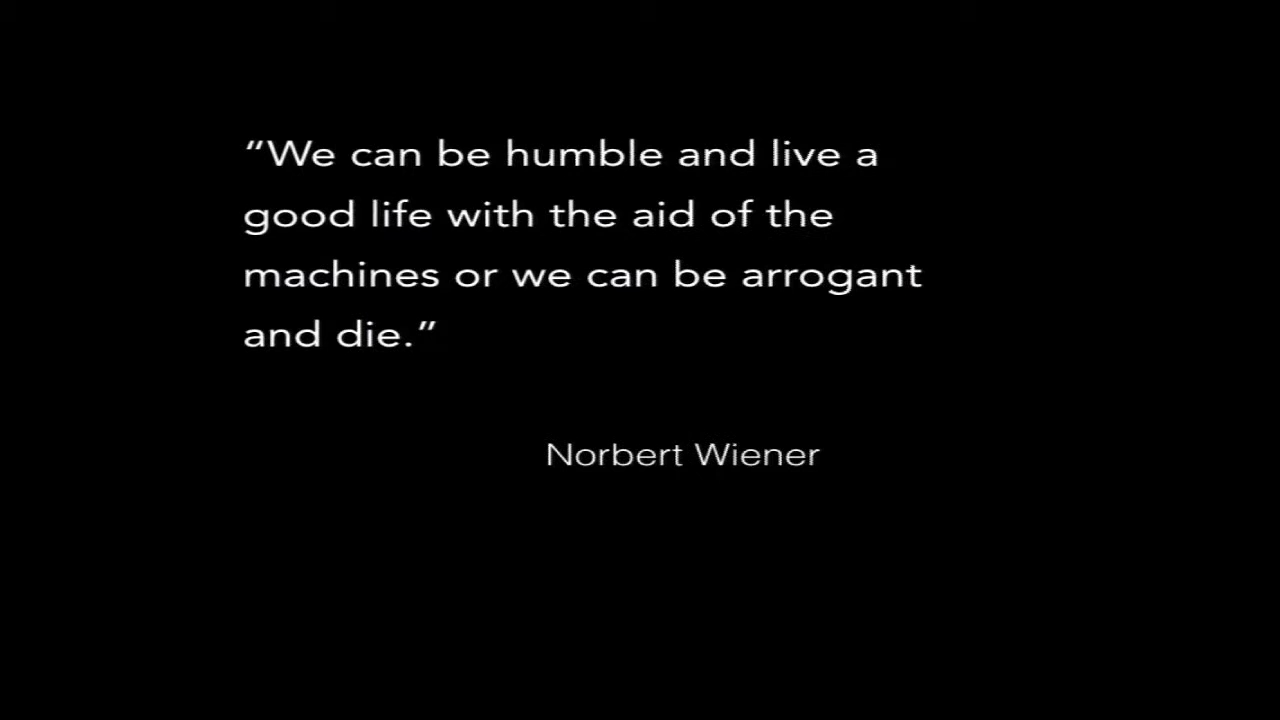 “We can be humble and live a
good life with the aid of the
machines or we can be arrogant
and die.”
Norbert Wiener